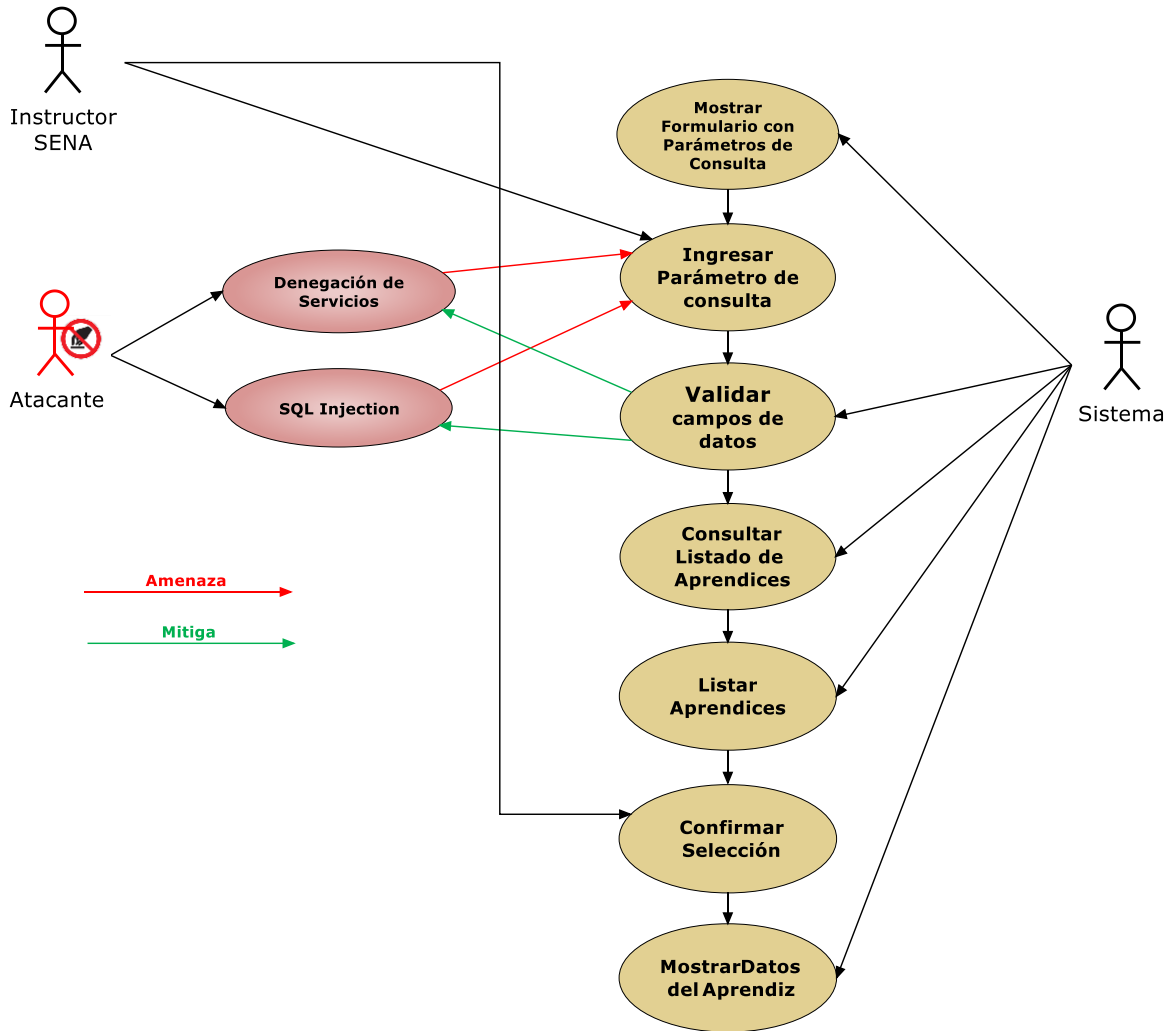 Instructor
SENA
Mostrar
Formulario con
Parámetros de
Consulta
Ingresar
Parámetro de
consulta
Denegación de
Servicios
Atacante
SQL Injection
Validar
campos de
datos
Sistema
Consultar
Listado de
Aprendices
Amenaza
Mitiga
Listar
Aprendices
Confirmar
Selección
MostrarDatos
del Aprendiz